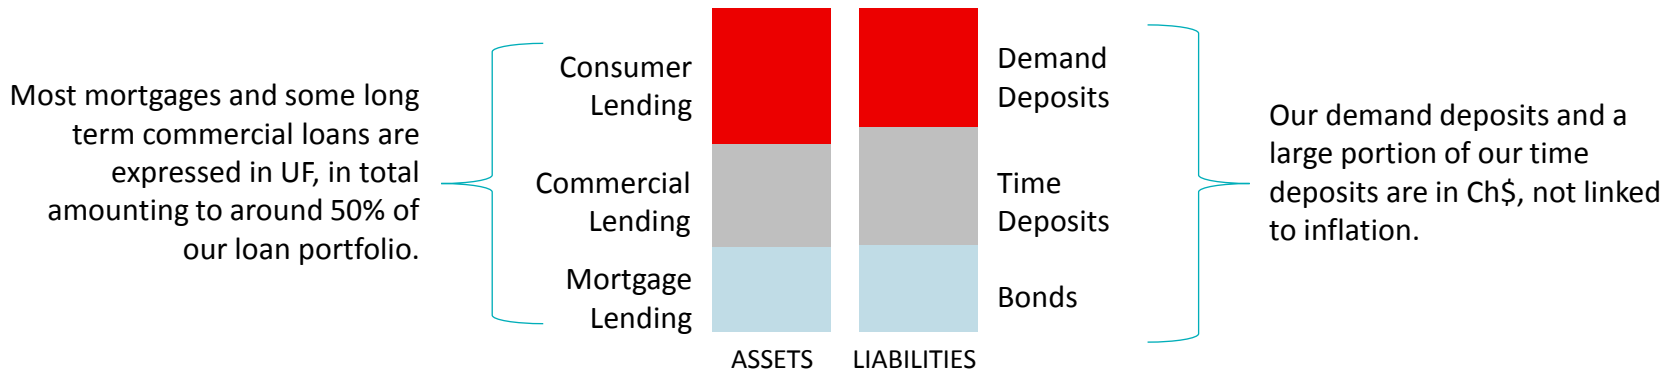 Most mortgages and some long
term commercial loans are
expressed in UF, in total
amounting to around 50% of
our loan portfolio.
Consumer
Lending
Commercial
Lending
Mortgage
Lending
ASSETS
LIABILITIES
Demand
Deposits
Time
Deposits
Bonds
Our demand deposits and a
large portion of our time
deposits are in Ch$, not linked
to inflation.